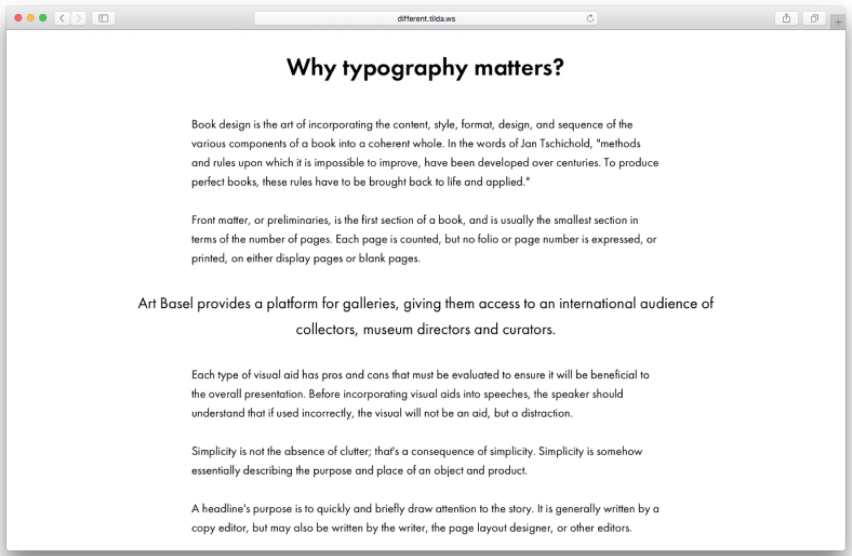 different.tilda.ws
Why typography matters?
Book design is the art of incorporating the content, style, format, design, and sequence of the
various components of a book into a coherent whole. In the words of Jan Tschichold, "methods
and rules upon which it is impossible to improve, have been developed over centuries. To produce
perfect books, these rules have to be brought back to life and applied."
Front matter, or preliminaries, is the first section of a book, and is usually the smallest section in
terms of the number of pages. Each page is counted, but no folio or page number is expressed, or
printed, on either display pages or blank pages.
Art Basel provides a platform for galleries, giving them access to an international audience of
collectors, museum directors and curators.
Each type of visual aid has pros and cons that must be evaluated to ensure it will be beneficial to
the overall presentation. Before incorporating visual aids into speeches, the speaker should
understand that if used incorrectly, the visual will not be an aid, but a distraction.
Simplicity is not the absence of clutter; that's a consequence of simplicity. Simplicity is somehow
essentially describing the purpose and place of an object and product.
A headline's purpose is to quickly and briefly draw attention to the story. It is generally written by a
copy editor, but may also be written by the writer, the page layout designer, or other editors.